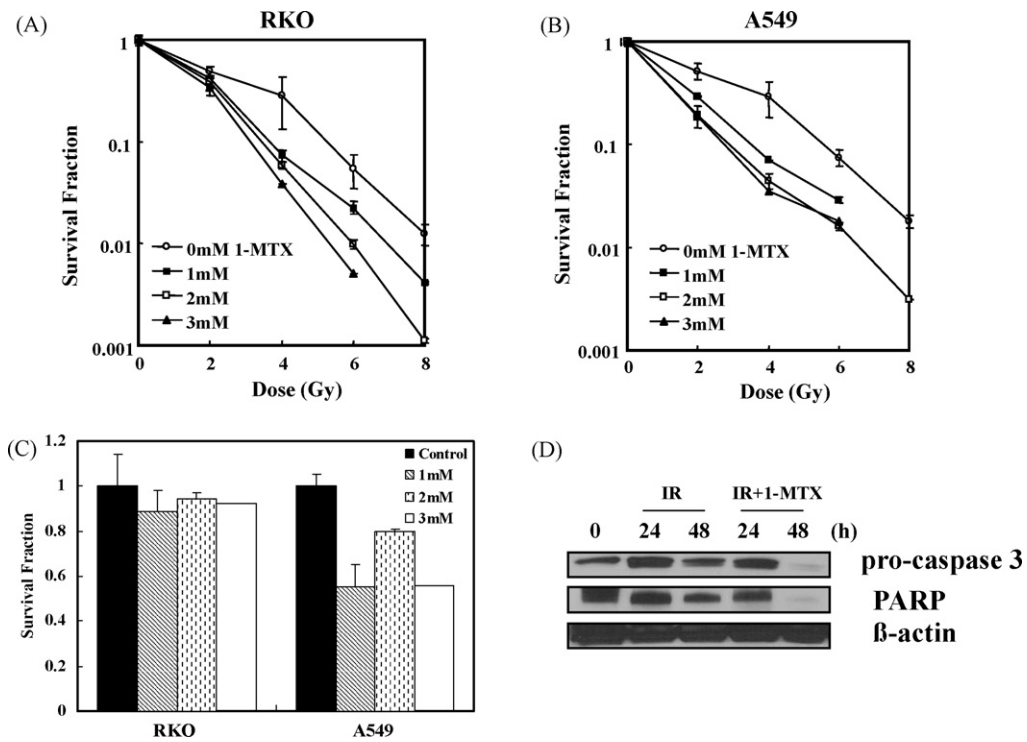 (A)
RKO
1
0.1
0.01
0.001
Survival Fraction
0mM 1-MTX
1mM
2mM
3mM
0
2
4
6
8
Dose (Gy)
(B)
A549
1
0.1
0.01
0.001
Survival Fraction
0mM 1-MTX
1mM
2mM
3mM
0
2
4
6
8
Dose (Gy)
(C)
1.2
1
0.8
0.6
0.4
0.2
0
Survival Fraction
Control
1mM
2mM
3mM
RKO
A549
(D)
IR IR+1-MTX
0 24 48 24 48 (h)
pro-caspase 3
PARP
ß-actin